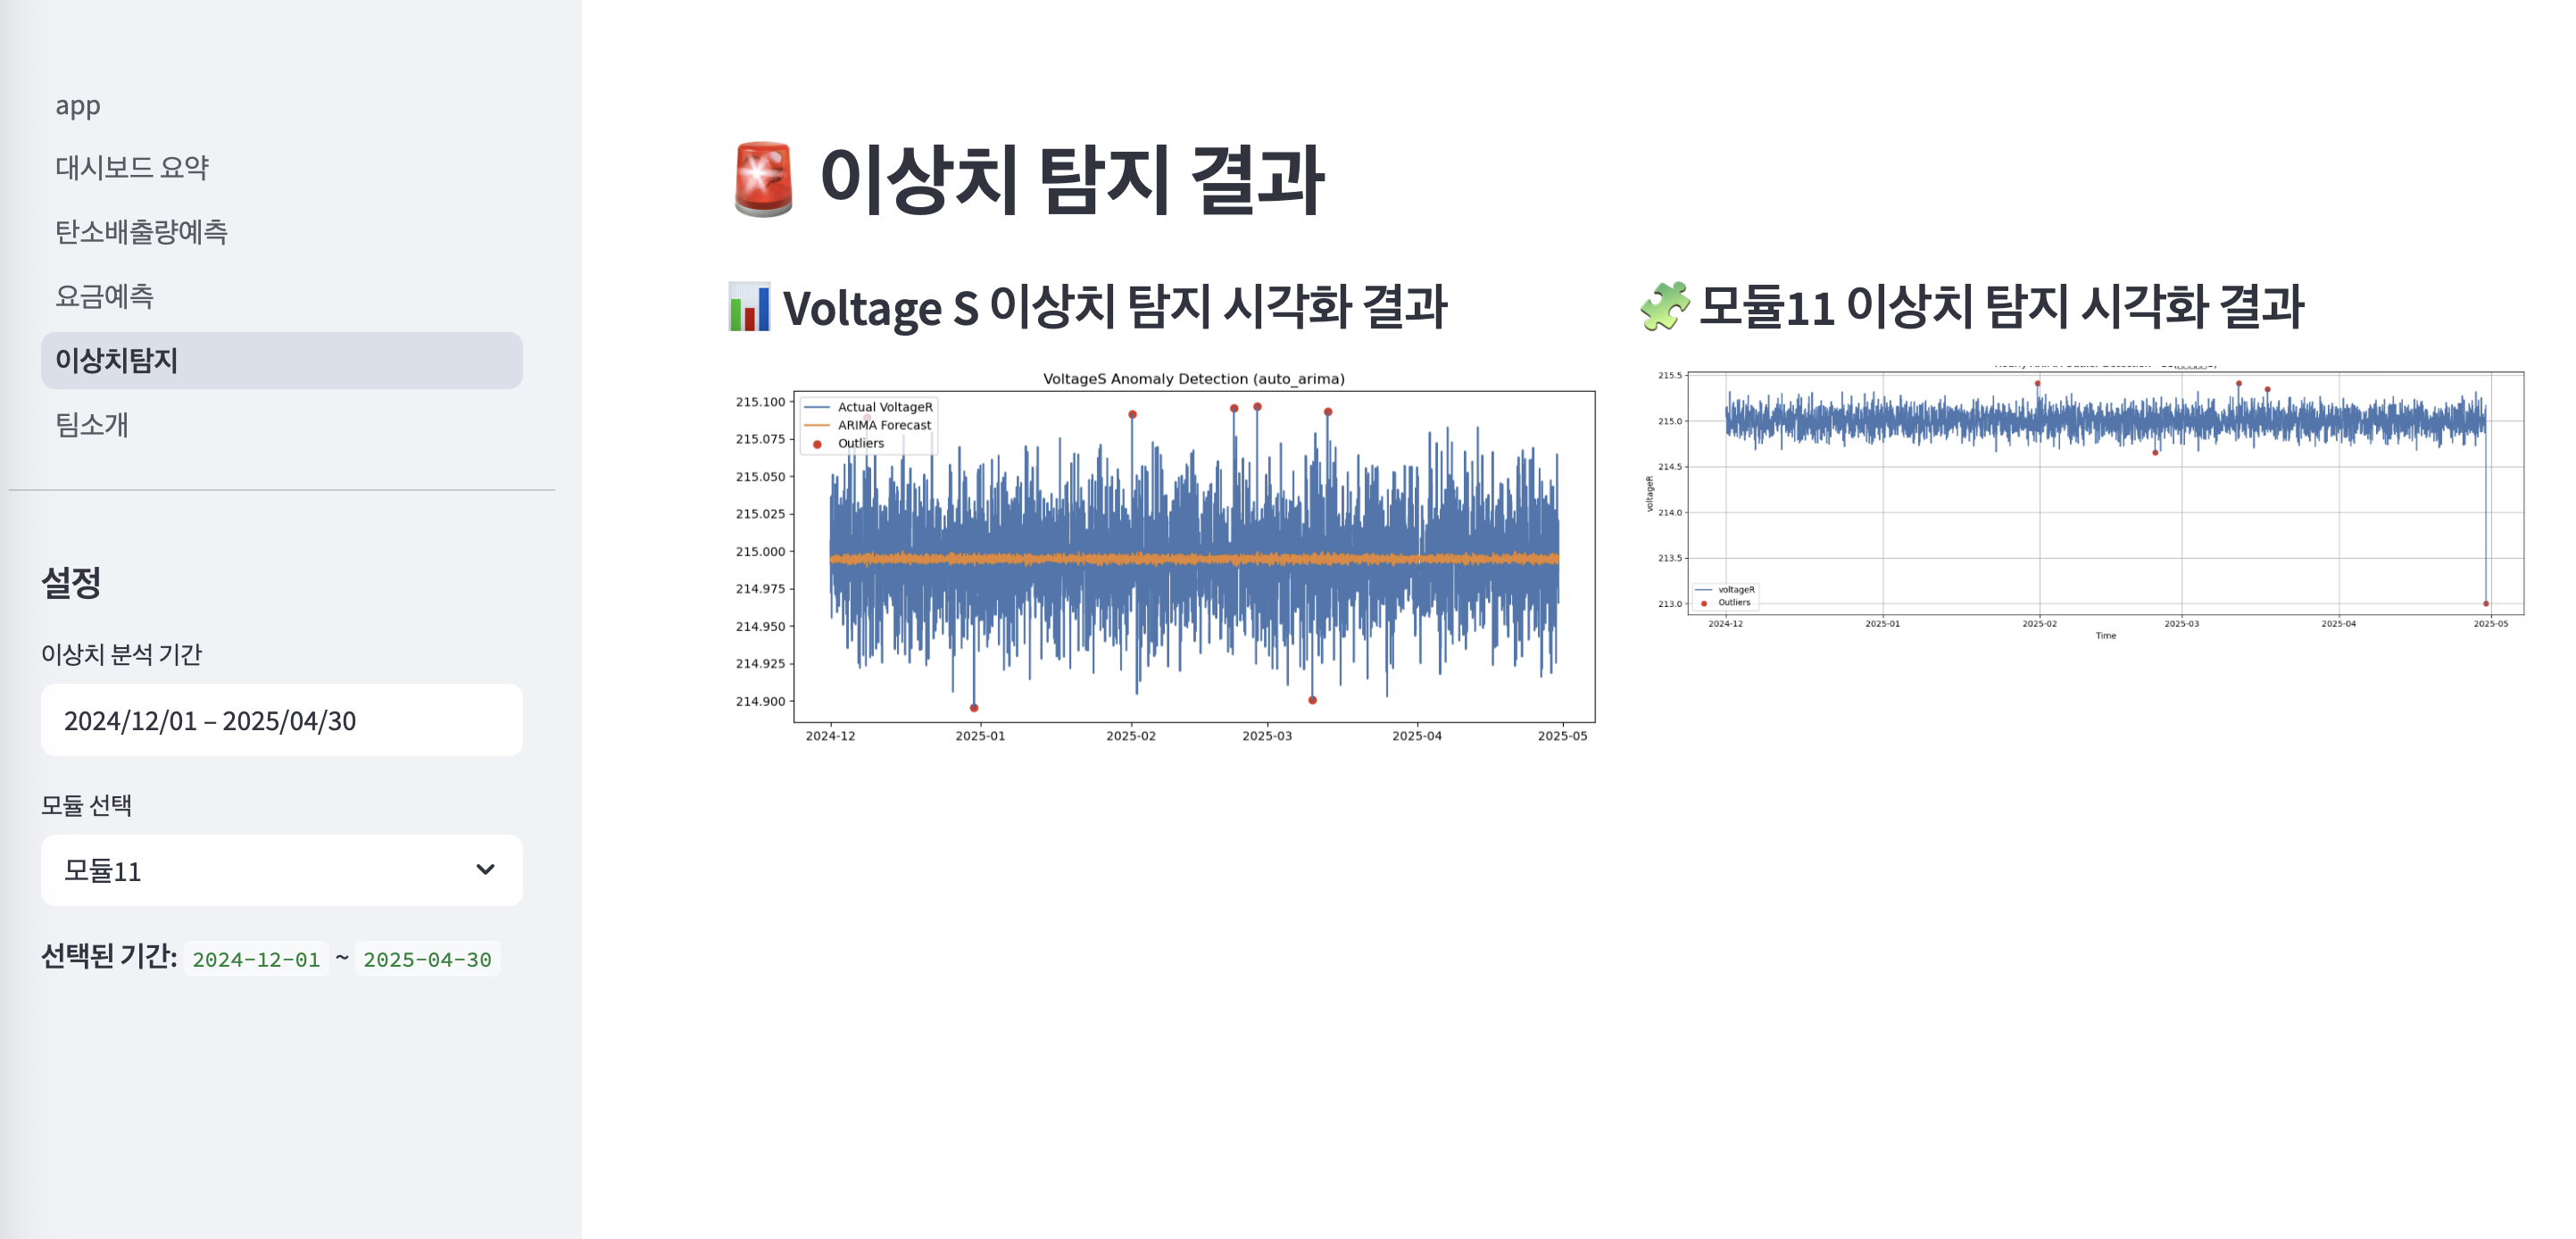 app
대시보드 요약
탄소배출량예측
요금예측
이상치탐지
팀소개
설정
이상치 분석 기간
2024/12/01 – 2025/04/30
모듈 선택
모듈11
선택된 기간: 2024-12-01 ~ 2025-04-30
이상치 탐지 결과
Voltage S 이상치 탐지 시각화 결과
VoltageS Anomaly Detection (auto_arima)
Actual VoltageR
ARIMA Forecast
Outliers
215.100
215.075
215.050
215.025
215.000
214.975
214.950
214.925
214.900
2024-12 2025-01 2025-02 2025-03 2025-04 2025-05
모듈11 이상치 탐지 시각화 결과
215.5
215.0
214.5
214.0
213.5
213.0
voltageR
voltageR
Outliers
2024-12 2025-01 2025-02 2025-03 2025-04 2025-05
Time